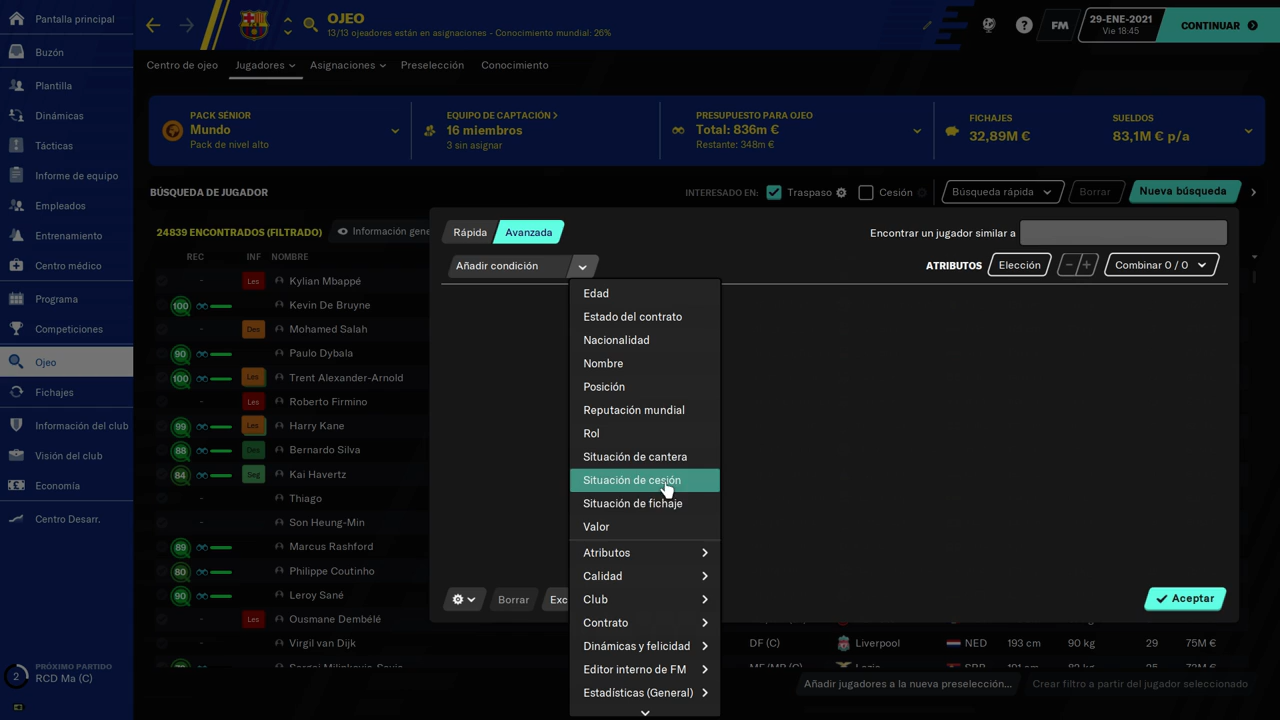 Pantalla principal
Buzón
Plantilla
Dinámicas
Tácticas
Informe de equipo
Empleados
Entrenamiento
Centro médico
Programa
Competiciones
Ojeo
Fichajes
Información del club
Visión del club
Economía
Centro Desarr.
PRÓXIMO PARTIDO
2
RCD Ma (C)
OJEO
13/13 ojeadores están en asignaciones - Conocimiento mundial: 26%
FM
29-ENE-2021
Vie 18:45
CONTINUAR
Centro de ojeo
Jugadores
Asignaciones
Preselección
Conocimiento
PACK SÉNIOR
Mundo
Pack de nivel alto
EQUIPO DE CAPTACIÓN >
16 miembros
3 sin asignar
PRESUPUESTO PARA OJEO
Total: 836m €
Restante: 348m €
FICHAJES
32,89M €
SUELDOS
83,1M € p/a
BÚSQUEDA DE JUGADOR
INTERESADO EN:
Traspaso
Cesión
Búsqueda rápida
Borrar
Nueva búsqueda
24839 ENCONTRADOS (FILTRADO)
Información gene
REC INF NOMBRE
- Les Kylian Mbappé
100 Kevin De Bruyne
- Des Mohamed Salah
90 Paulo Dybala
100 Les Trent Alexander-Arnold
- Les Roberto Firmino
99 Les Harry Kane
88 Des Bernardo Silva
84 Seg Kai Havertz
- Thiago
- Son Heung-Min
89 Marcus Rashford
80 Philippe Coutinho
90 Leroy Sané
- Les Ousmane Dembélé
- Virgil van Dijk
DF (C) Liverpool NED 193 cm 90 kg 29 75M €
Rápida
Avanzada
Encontrar un jugador similar a
Añadir condición
ATRIBUTOS
Elección
- / +
Combinar 0 / 0
Edad
Estado del contrato
Nacionalidad
Nombre
Posición
Reputación mundial
Rol
Situación de cantera
Situación de cesión
Situación de fichaje
Valor
Atributos
Calidad
Club
Contrato
Dinámicas y felicidad
Editor interno de FM
Estadísticas (General)
Borrar
Exc
Aceptar
Añadir jugadores a la nueva preselección...
Crear filtro a partir del jugador seleccionado